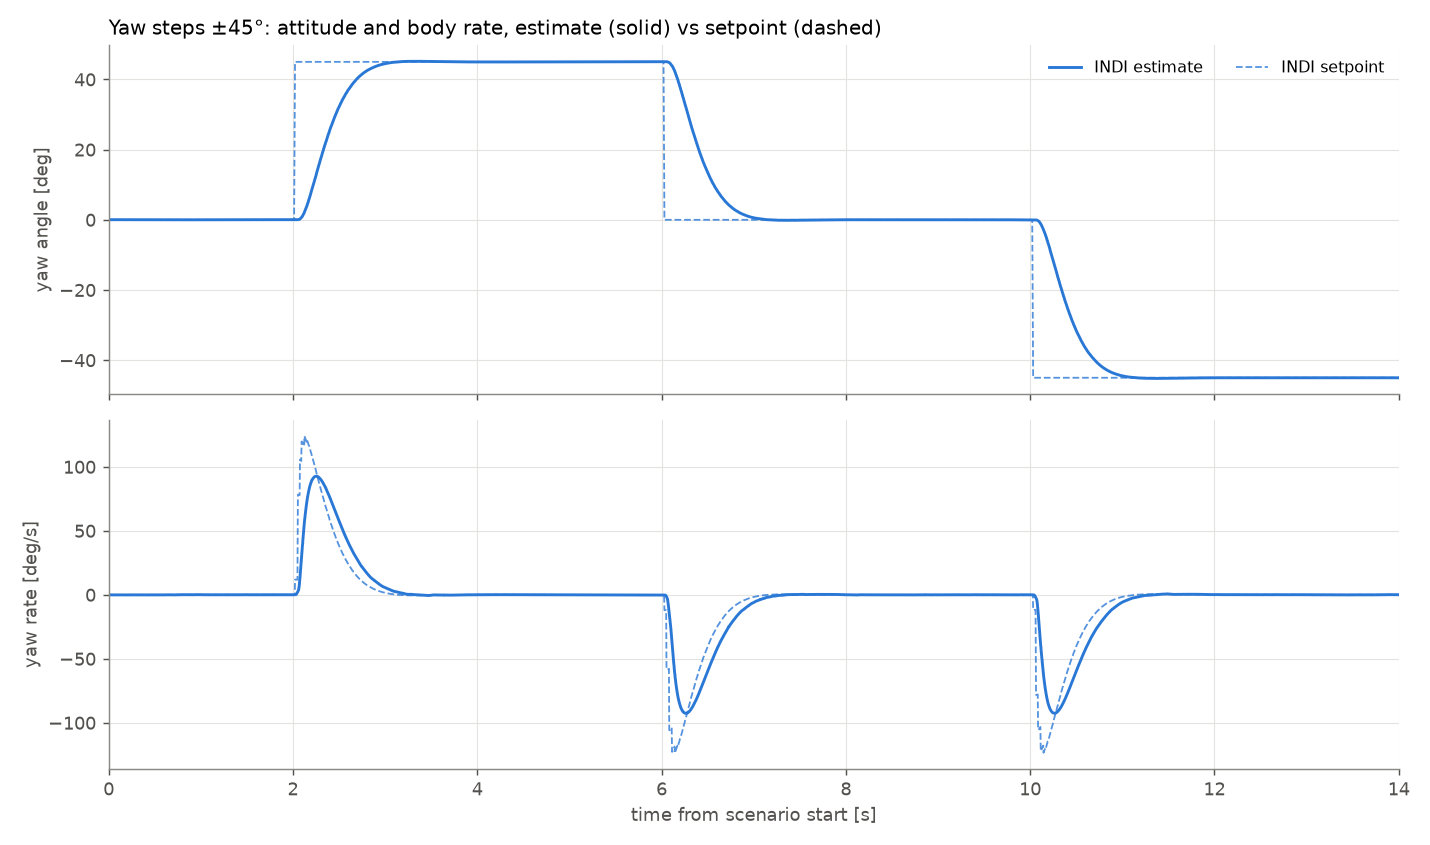 Yaw steps ±45°: attitude and body rate, estimate (solid) vs setpoint (dashed)
INDI estimate
INDI setpoint
yaw angle [deg]
40
20
0
−20
−40
yaw rate [deg/s]
100
50
0
−50
−100
0 2 4 6 8 10 12 14
time from scenario start [s]